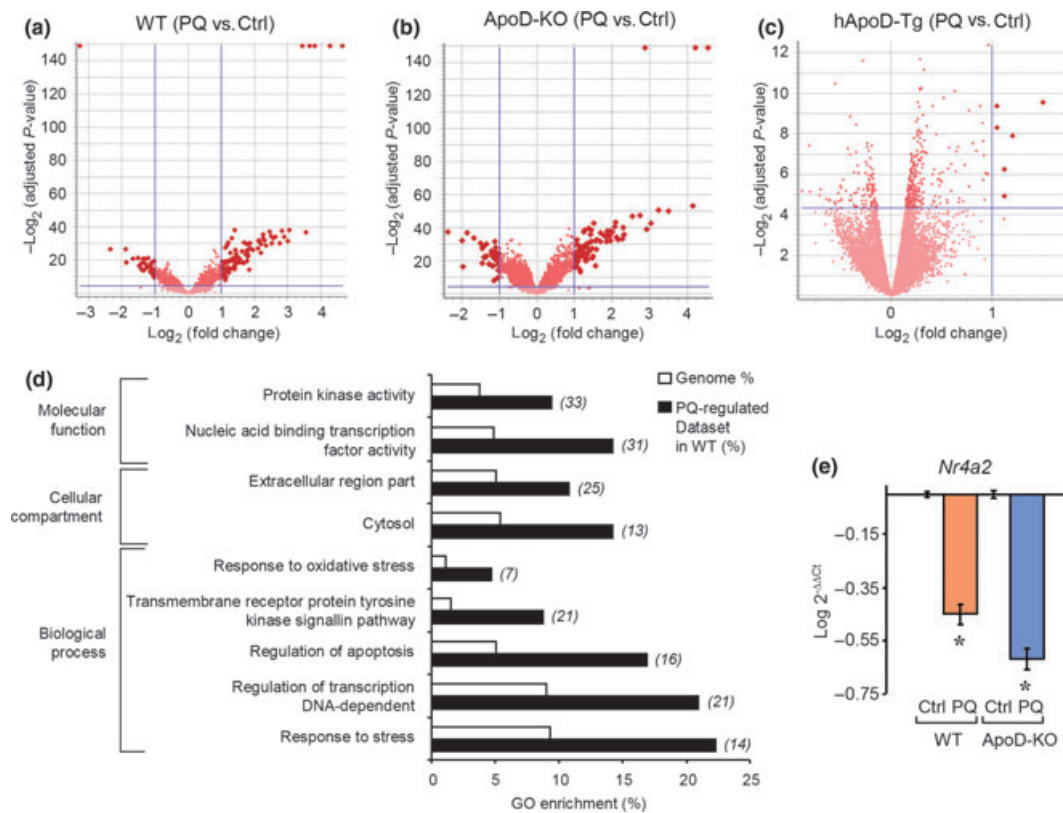 (a)
WT (PQ vs. Ctrl)
–Log2 (adjusted P-value)
140
120
100
80
60
40
20
–3 –2 –1 0 1 2 3 4
Log2 (fold change)
(b)
ApoD-KO (PQ vs. Ctrl)
–Log2 (adjusted P-value)
140
120
100
80
60
40
20
–2 –1 0 1 2 3 4
Log2 (fold change)
(c)
hApoD-Tg (PQ vs. Ctrl)
–Log2 (adjusted P-value)
12
10
8
6
4
2
0 1
Log2 (fold change)
(d)
Molecular
function
Protein kinase activity
(33)
Nucleic acid binding transcription
factor activity
(31)
Cellular
compartment
Extracellular region part
(25)
Cytosol
(13)
Biological
process
Response to oxidative stress
(7)
Transmembrane receptor protein tyrosine
kinase signallin pathway
(21)
Regulation of apoptosis
(16)
Regulation of transcription
DNA-dependent
(21)
Response to stress
(14)
0 5 10 15 20 25
GO enrichment (%)
Genome %
PQ-regulated
Dataset
in WT (%)
(e)
Nr4a2
Log 2-ΔΔCt
–0.15
–0.35
–0.55
–0.75
*
*
Ctrl PQ Ctrl PQ
WT ApoD-KO